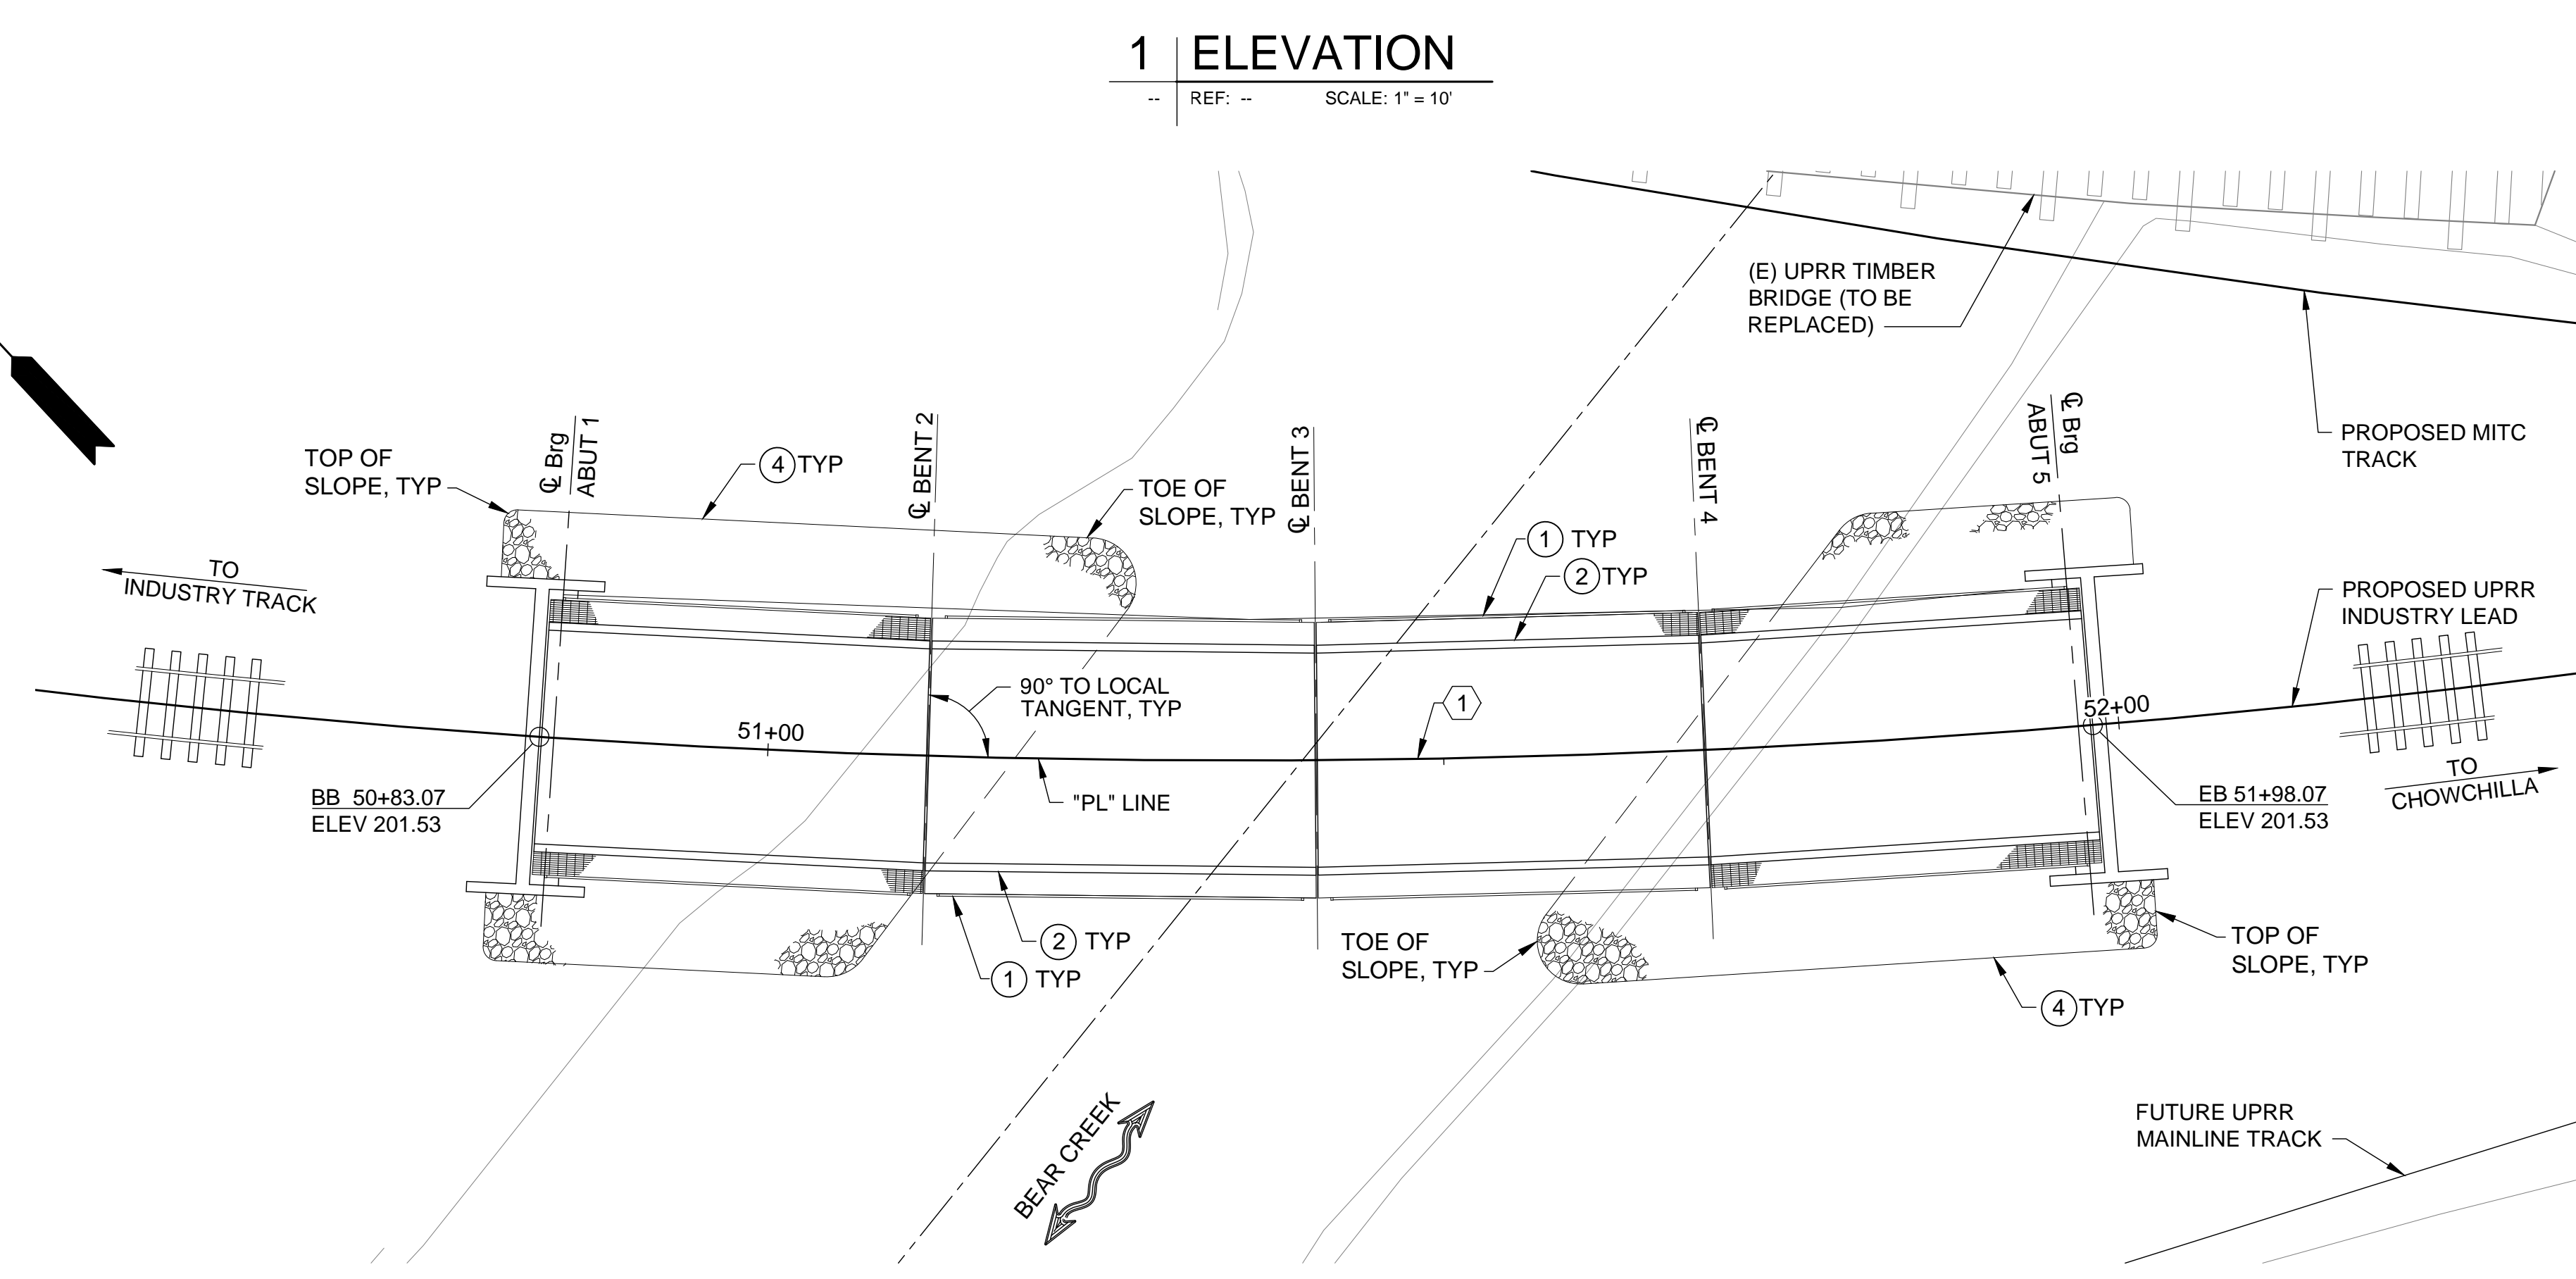 1 ELEVATION
-- REF: -- SCALE: 1" = 10'
(E) UPRR TIMBER
BRIDGE (TO BE
REPLACED)
PROPOSED MITC
TRACK
TOP OF
SLOPE, TYP
℄ Brg
ABUT 1
4 TYP
℄ BENT 2
TOE OF
SLOPE, TYP
℄ BENT 3
1 TYP
2 TYP
℄ BENT 4
℄ Brg
ABUT 5
TO
INDUSTRY TRACK
PROPOSED UPRR
INDUSTRY LEAD
90° TO LOCAL
TANGENT, TYP
1
51+00
52+00
BB 50+83.07
ELEV 201.53
"PL" LINE
EB 51+98.07
ELEV 201.53
TO
CHOWCHILLA
2 TYP
1 TYP
TOE OF
SLOPE, TYP
TOP OF
SLOPE, TYP
4 TYP
BEAR CREEK
FUTURE UPRR
MAINLINE TRACK